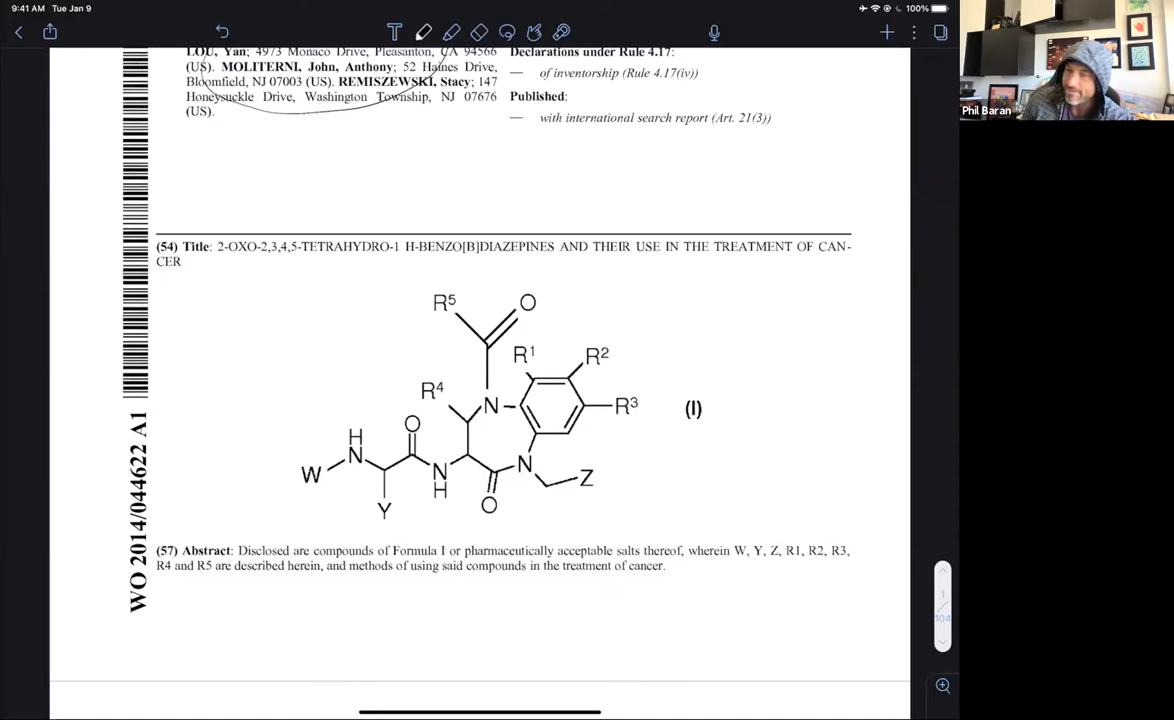 9:41 AM Tue Jan 9
100%
LOU, Yan; 4973 Monaco Drive, Pleasanton, CA 94566
(US). MOLITERNI, John, Anthony; 52 Haines Drive,
Bloomfield, NJ 07003 (US). REMISZEWSKI, Stacy; 147
Honeysuckle Drive, Washington Township, NJ 07676
(US).
Declarations under Rule 4.17:
— of inventorship (Rule 4.17(iv))
Published:
— with international search report (Art. 21(3))
Phil Baran
(54) Title: 2-OXO-2,3,4,5-TETRAHYDRO-1 H-BENZO[B]DIAZEPINES AND THEIR USE IN THE TREATMENT OF CAN-
CER
R5 O
R1 R2
R4 N R3 (I)
O
H
N N
W N Z
H
Y O
(57) Abstract: Disclosed are compounds of Formula I or pharmaceutically acceptable salts thereof, wherein W, Y, Z, R1, R2, R3,
R4 and R5 are described herein, and methods of using said compounds in the treatment of cancer.
WO 2014/044622 A1
1
/
104